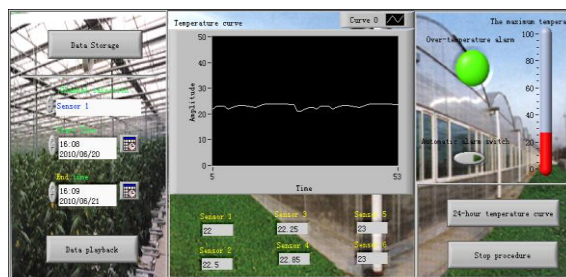 Data Storage
Sensor 1
16:08
2010/06/20
End time
16:09
2010/06/21
Data playback
Temperature curve
Curve 0
Amplitude
50
40
30
20
10
0
5
53
Time
Sensor 1
22
Sensor 3
22.25
Sensor 5
23
Sensor 2
22.5
Sensor 4
22.85
Sensor 6
23
The maximum temper
Over-temperature alarm
100
80
60
40
20
0
Automatic alarm switch
24-hour temperature curve
Stop procedure